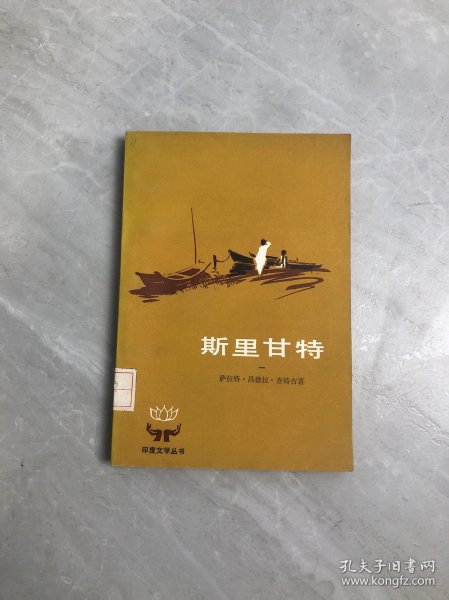 斯里甘特
一
萨拉特·昌德拉·查特吉著
印度文学丛书
孔夫子旧书网
www.kongfz.com